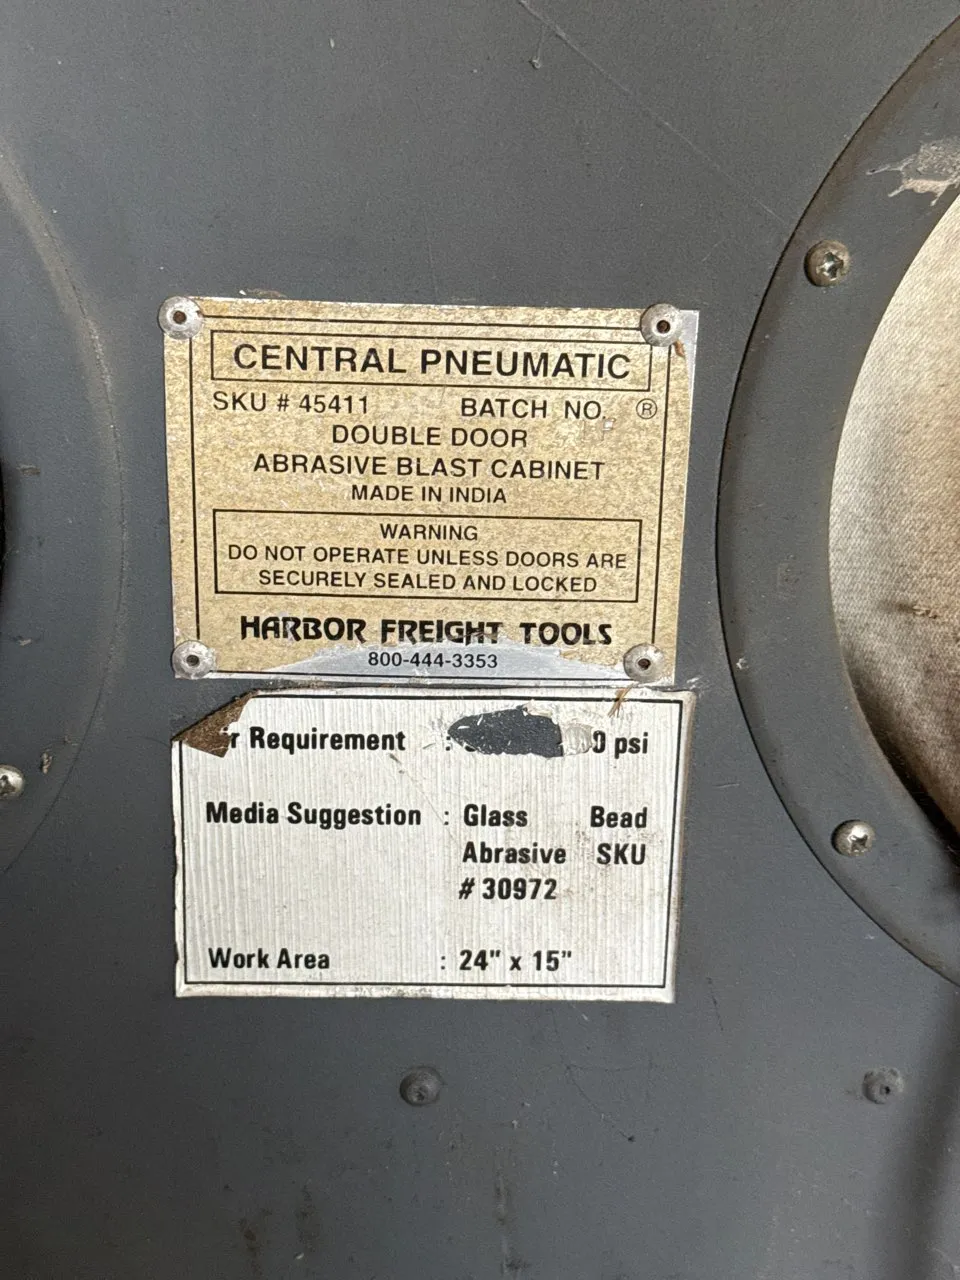 CENTRAL PNEUMATIC
SKU # 45411 BATCH NO. ®
DOUBLE DOOR
ABRASIVE BLAST CABINET
MADE IN INDIA
WARNING
DO NOT OPERATE UNLESS DOORS ARE
SECURELY SEALED AND LOCKED
HARBOR FREIGHT TOOLS
800-444-3353
Requirement : psi
Media Suggestion : Glass Bead
Abrasive SKU
# 30972
Work Area : 24" x 15"